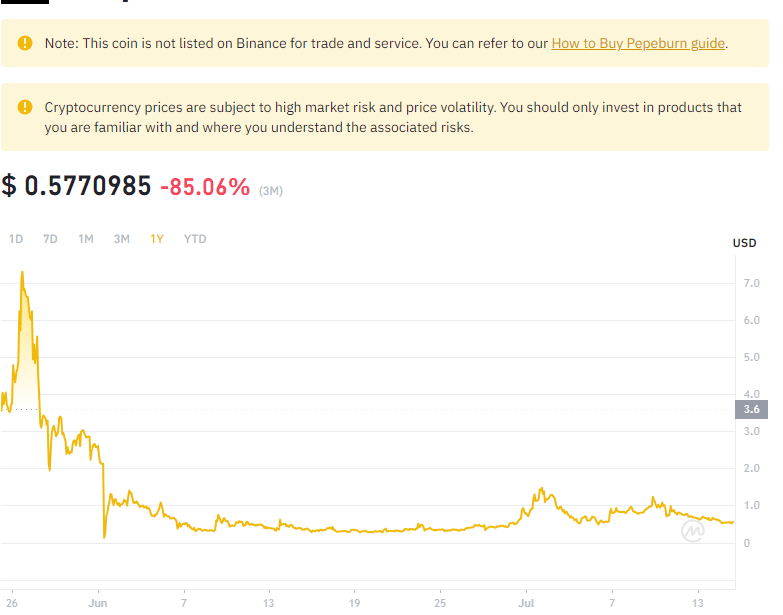 Note: This coin is not listed on Binance for trade and service. You can refer to our How to Buy Pepeburn guide.
Cryptocurrency prices are subject to high market risk and price volatility. You should only invest in products that
you are familiar with and where you understand the associated risks.
$ 0.5770985 -85.06% (3M)
1D 7D 1M 3M 1Y YTD
USD
7.0
6.0
5.0
4.0
3.6
3.0
2.0
1.0
0
26 Jun 7 13 19 25 Jul 7 13